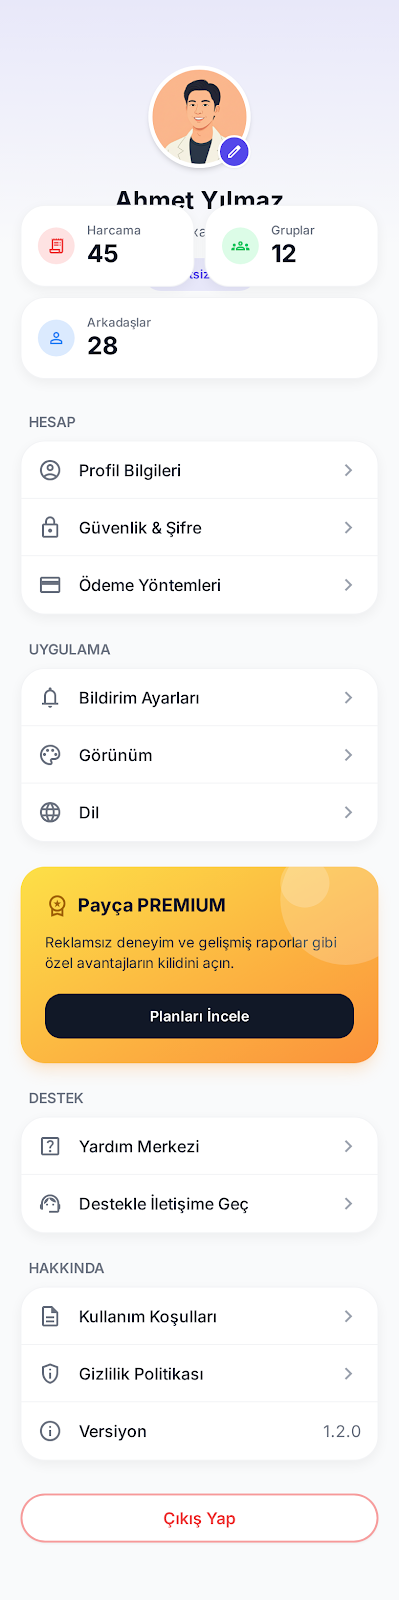 Ahmet Yılmaz
Harcama
45
Gruplar
12
Arkadaşlar
28
HESAP
Profil Bilgileri
Güvenlik & Şifre
Ödeme Yöntemleri
UYGULAMA
Bildirim Ayarları
Görünüm
Dil
Payça PREMIUM
Reklamsız deneyim ve gelişmiş raporlar gibi
özel avantajların kilidini açın.
Planları İncele
DESTEK
Yardım Merkezi
Destekle İletişime Geç
HAKKINDA
Kullanım Koşulları
Gizlilik Politikası
Versiyon 1.2.0
Çıkış Yap